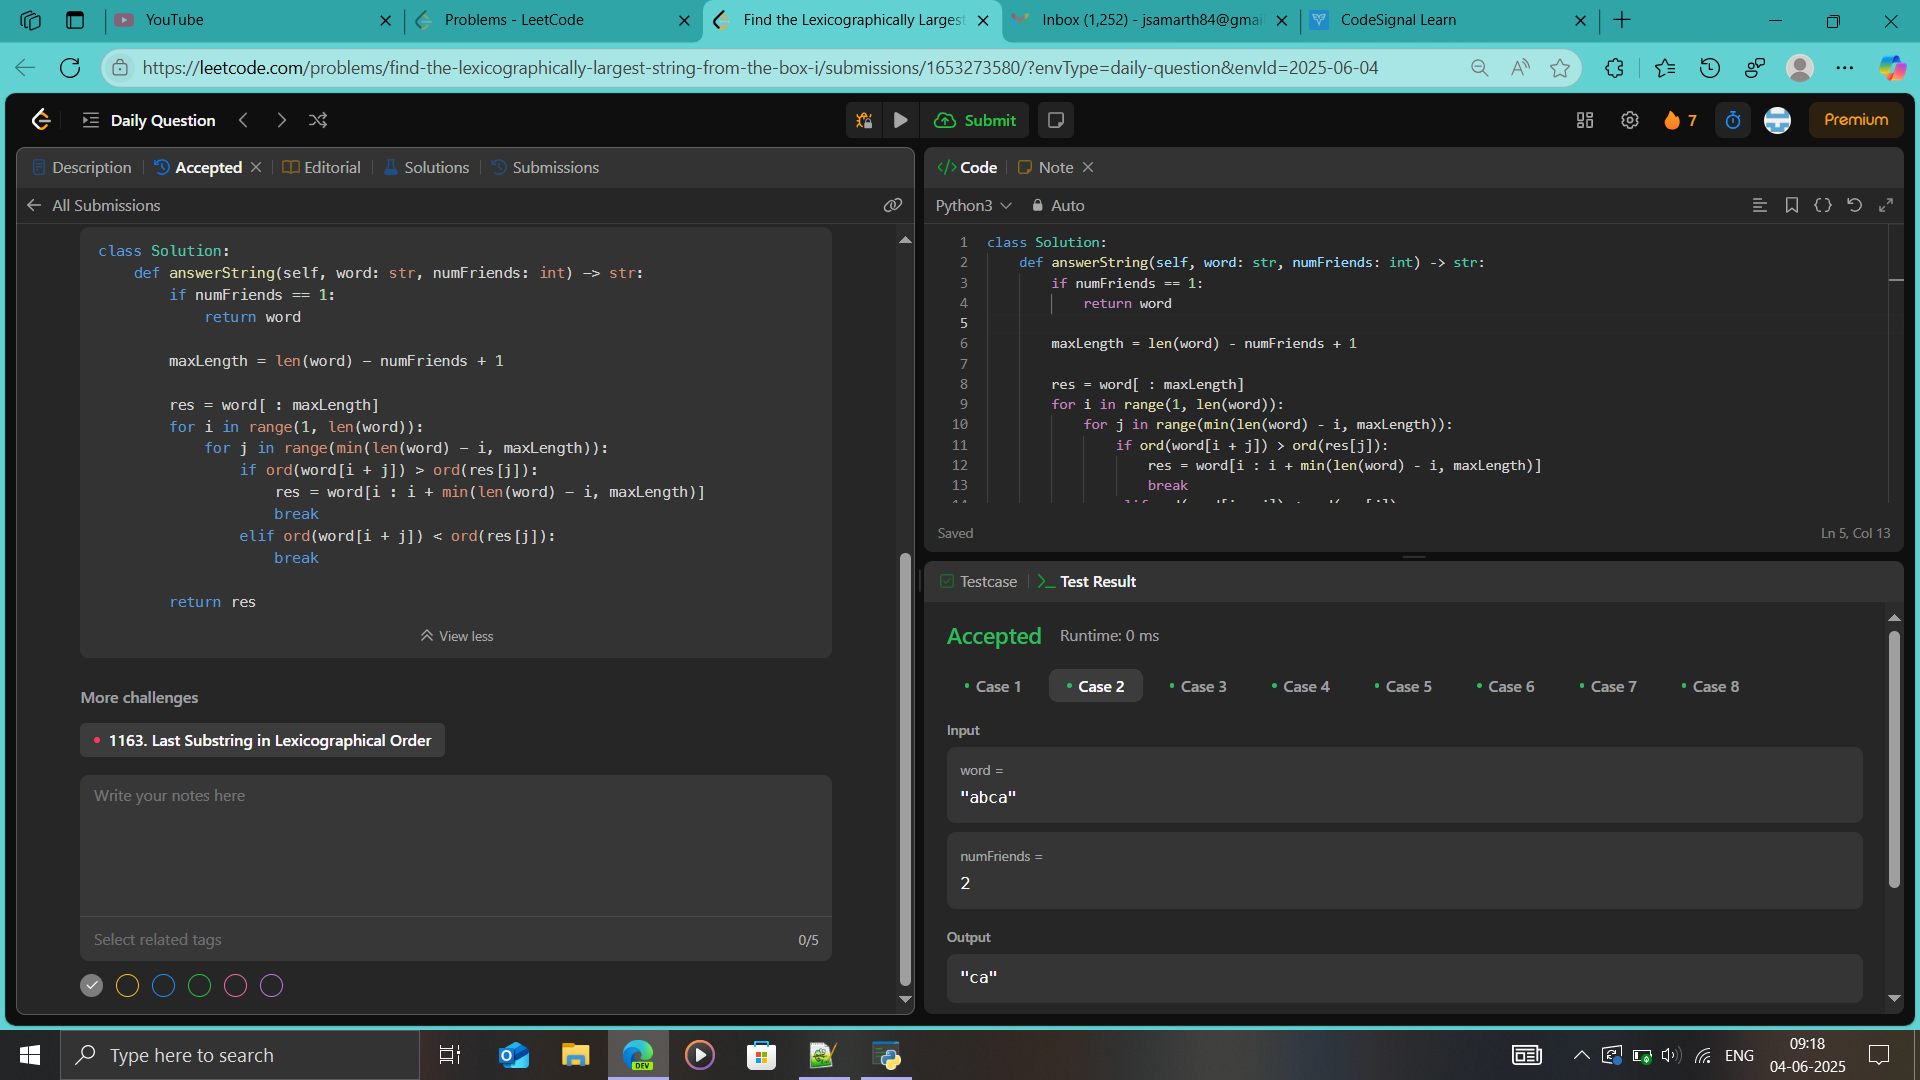 YouTube
Problems - LeetCode
Find the Lexicographically Largest
Inbox (1,252) - jsamarth84@gmai
CodeSignal Learn
https://leetcode.com/problems/find-the-lexicographically-largest-string-from-the-box-i/submissions/1653273580/?envType=daily-question&envId=2025-06-04
Daily Question
Submit
7
Premium
Description
Accepted
Editorial
Solutions
Submissions
All Submissions
class Solution:
    def answerString(self, word: str, numFriends: int) -> str:
        if numFriends == 1:
            return word
        maxLength = len(word) - numFriends + 1
        res = word[ : maxLength]
        for i in range(1, len(word)):
            for j in range(min(len(word) - i, maxLength)):
                if ord(word[i + j]) > ord(res[j]):
                    res = word[i : i + min(len(word) - i, maxLength)]
                    break
                elif ord(word[i + j]) < ord(res[j]):
                    break
        return res
View less
More challenges
1163. Last Substring in Lexicographical Order
Write your notes here
Select related tags
0/5
Code
Note
Python3
Auto
1 class Solution:
2     def answerString(self, word: str, numFriends: int) -> str:
3         if numFriends == 1:
4             return word
5
6         maxLength = len(word) - numFriends + 1
7
8         res = word[ : maxLength]
9         for i in range(1, len(word)):
10             for j in range(min(len(word) - i, maxLength)):
11                 if ord(word[i + j]) > ord(res[j]):
12                     res = word[i : i + min(len(word) - i, maxLength)]
13                     break
Saved
Ln 5, Col 13
Testcase
Test Result
Accepted
Runtime: 0 ms
Case 1
Case 2
Case 3
Case 4
Case 5
Case 6
Case 7
Case 8
Input
word =
"abca"
numFriends =
2
Output
"ca"
Type here to search
DEV
ENG
09:18
04-06-2025